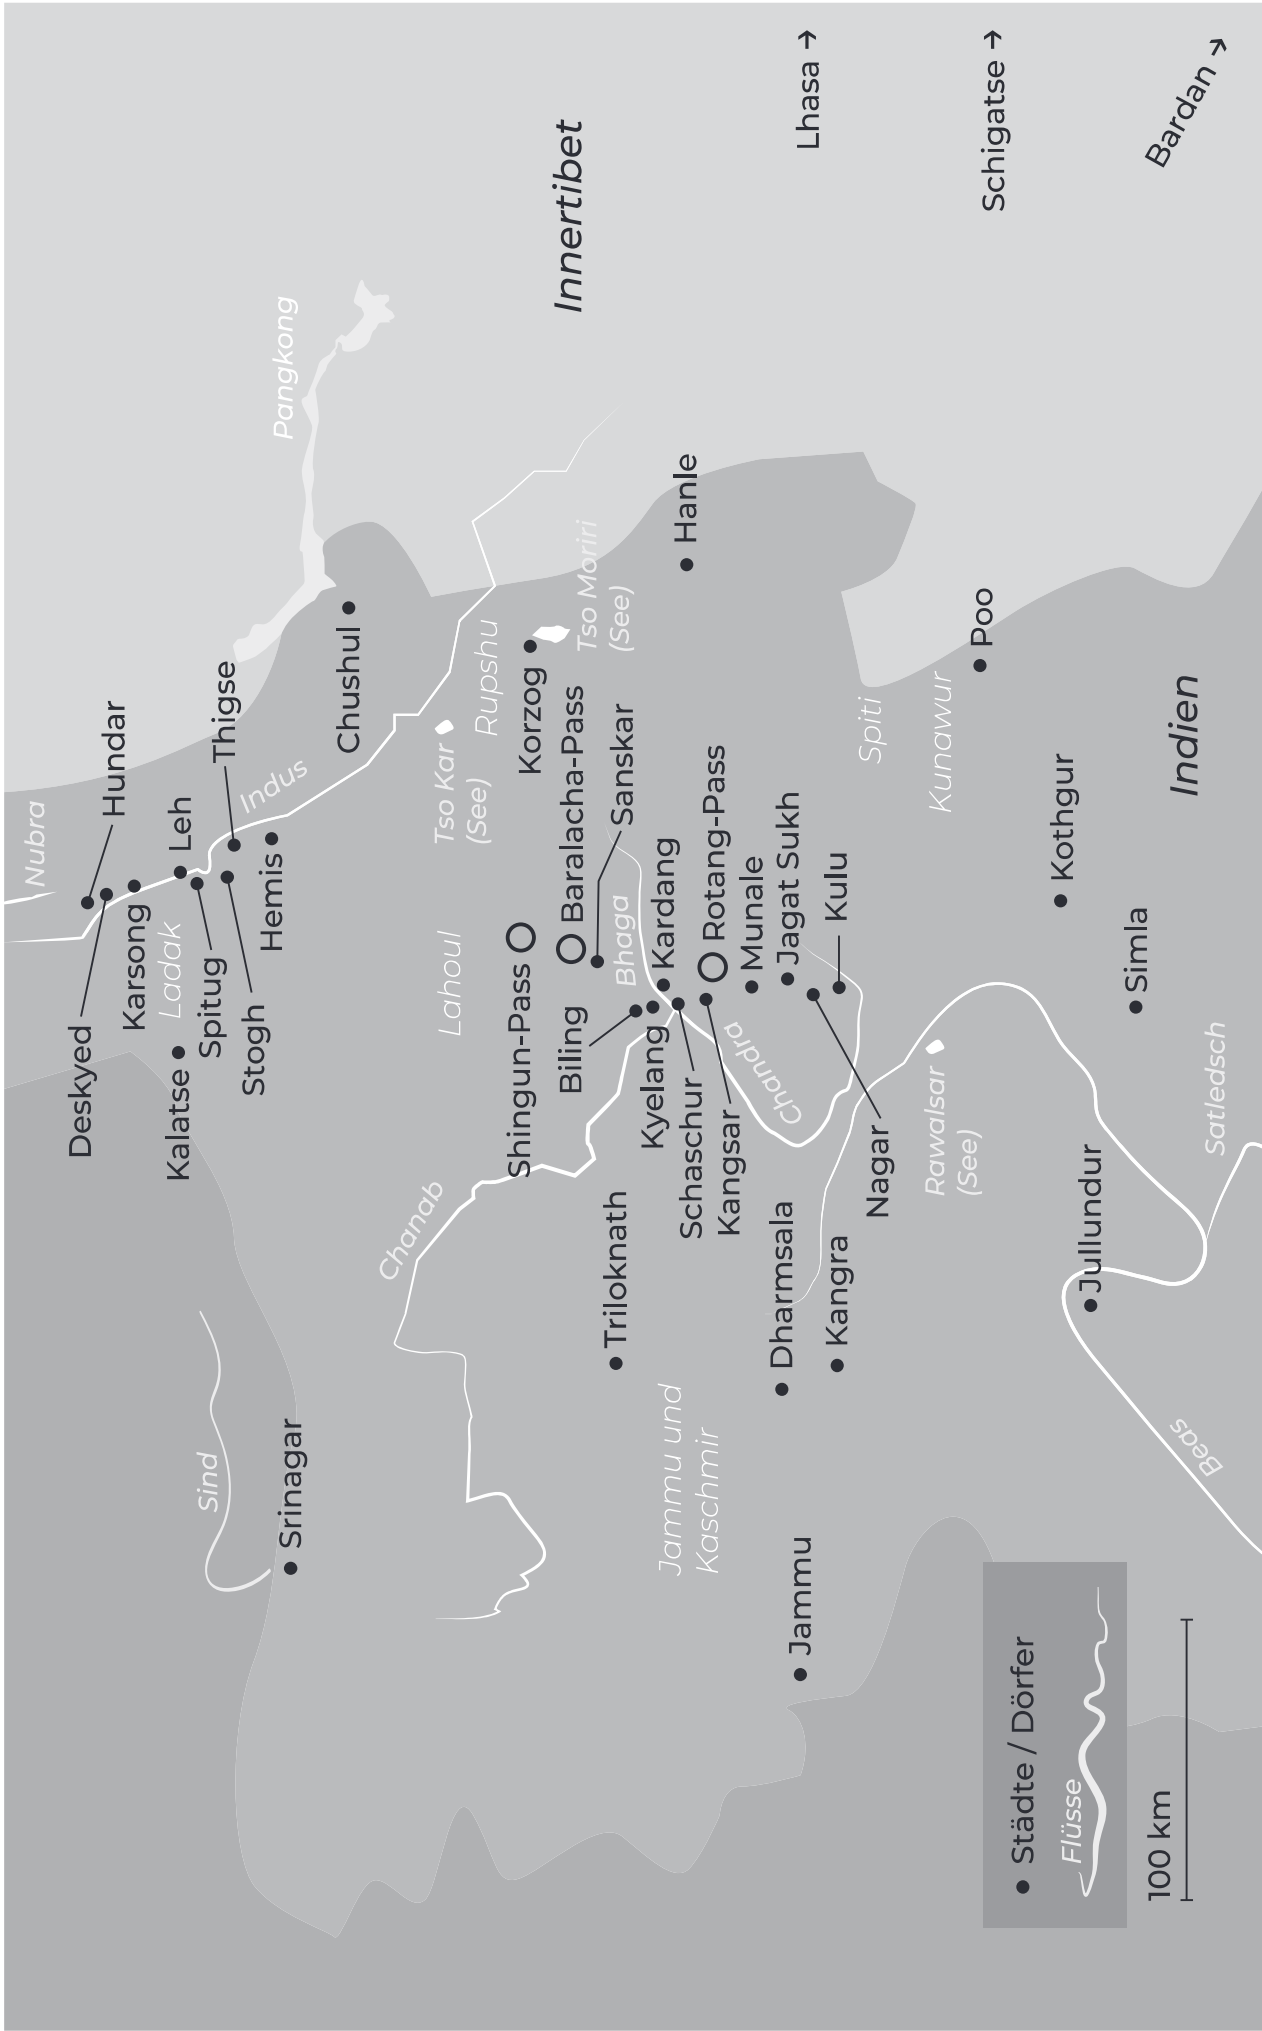 Nubra
Hundar
Deskyed
Karsong
Leh
Ladak
Kalatse
Spitug
Stogh
Thigse
Hemis
Indus
Pangkong
Chushul
Sind
Srinagar
Chanab
Lahoul
Tso Kar
(See)
Rupshu
Korzog
Tso Moriri
(See)
Innertibet
Shingun-Pass
Baralacha-Pass
Sanskar
Biling
Bhaga
Kardang
Kyelang
Schaschur
Kangsar
Rotang-Pass
Triloknath
Hanle
Munale
Jagat Sukh
Kulu
Chandra
Nagar
Jammu und
Kaschmir
Dharmsala
Kangra
Jammu
Lhasa →
Spiti
Kunawur
Rawalsar
(See)
Poo
Schigatse →
Kothgur
Simla
Jullundur
Indien
Satledsch
Beas
Bardan →
Städte / Dörfer
Flüsse
100 km